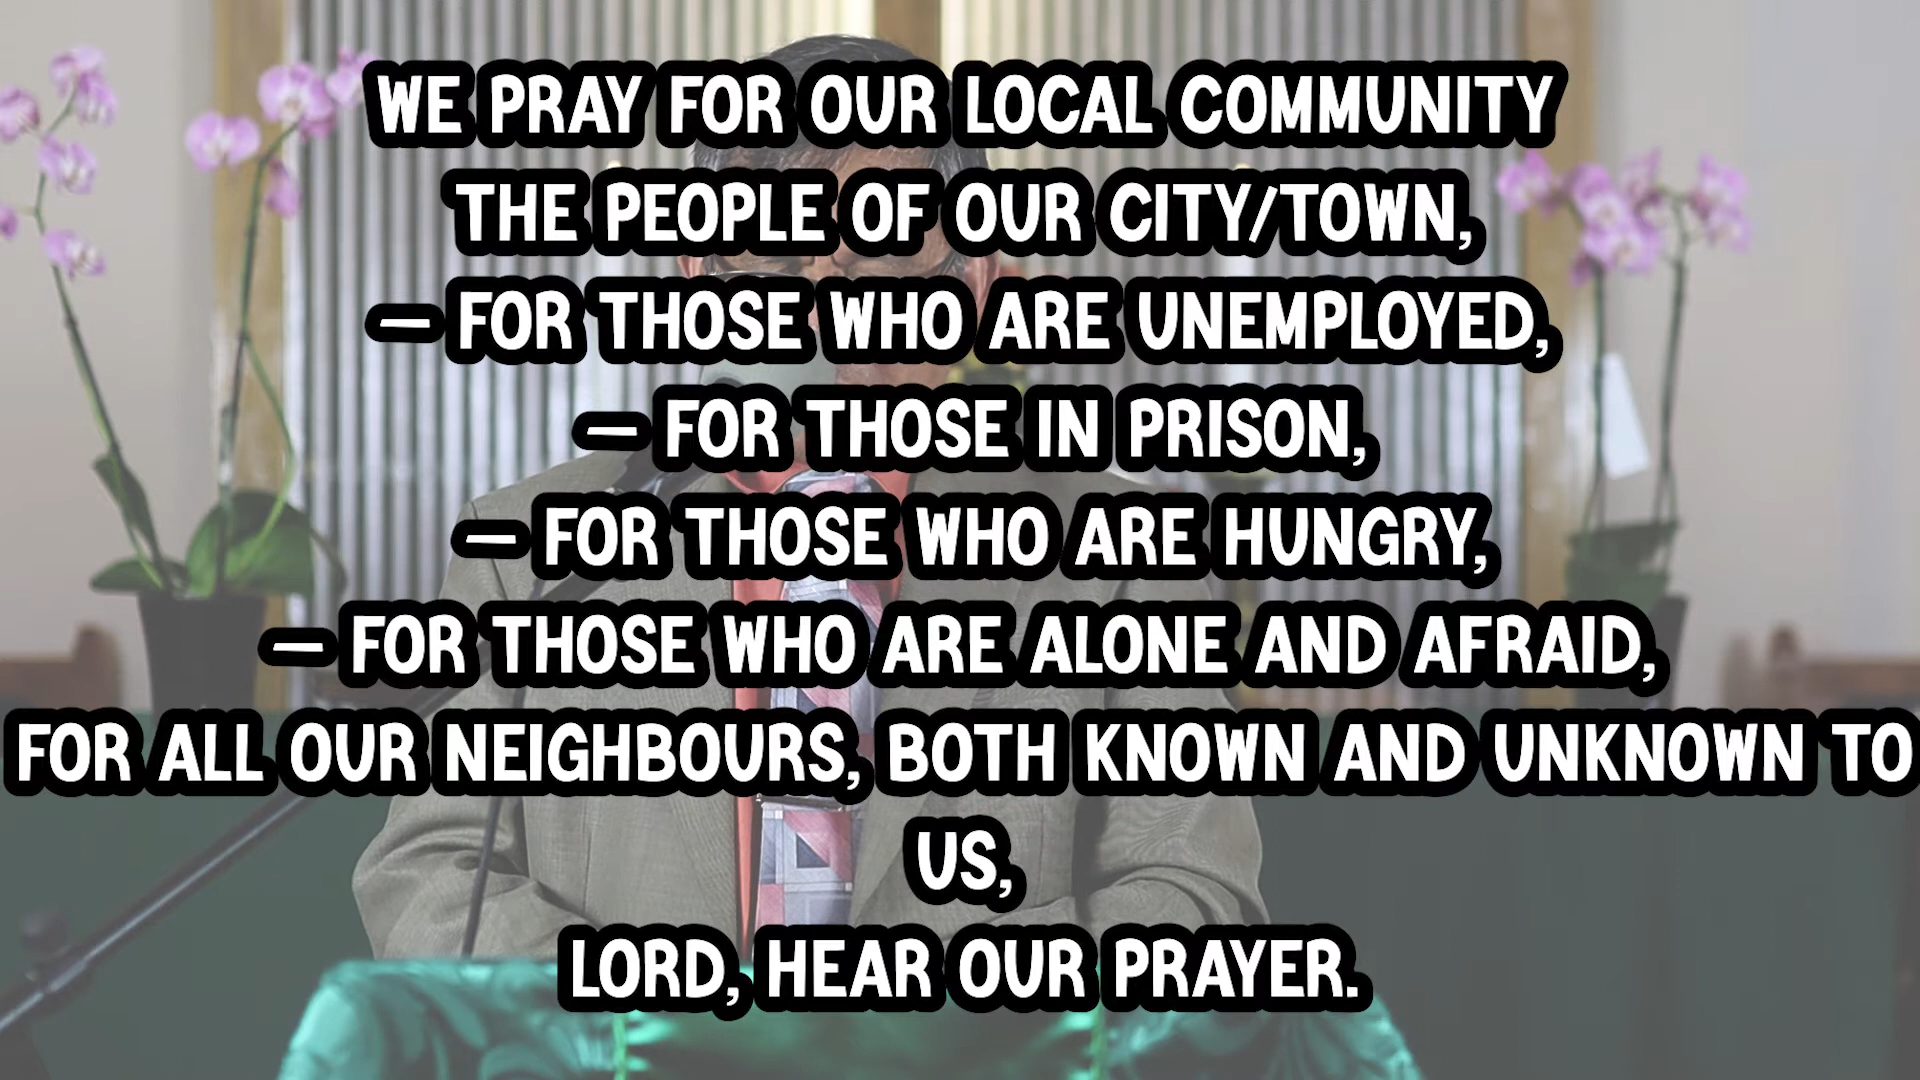 WE PRAY FOR OUR LOCAL COMMUNITY
THE PEOPLE OF OUR CITY/TOWN,
– FOR THOSE WHO ARE UNEMPLOYED,
– FOR THOSE IN PRISON,
– FOR THOSE WHO ARE HUNGRY,
– FOR THOSE WHO ARE ALONE AND AFRAID,
FOR ALL OUR NEIGHBOURS, BOTH KNOWN AND UNKNOWN TO
US,
LORD, HEAR OUR PRAYER.